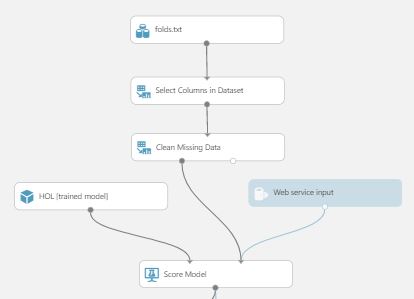 folds.txt
Select Columns in Dataset
Clean Missing Data
HOL [trained model]
Web service input
Score Model